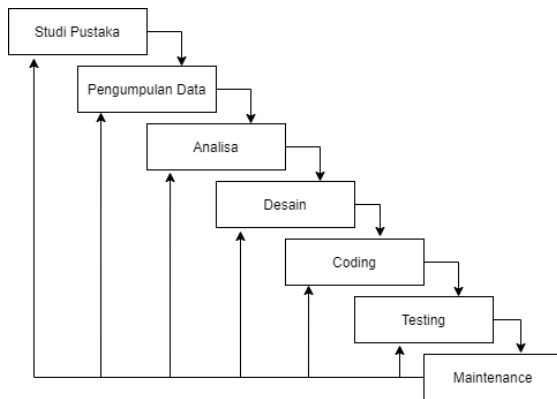 Studi Pustaka
Pengumpulan Data
Analisa
Desain
Coding
Testing
Maintenance